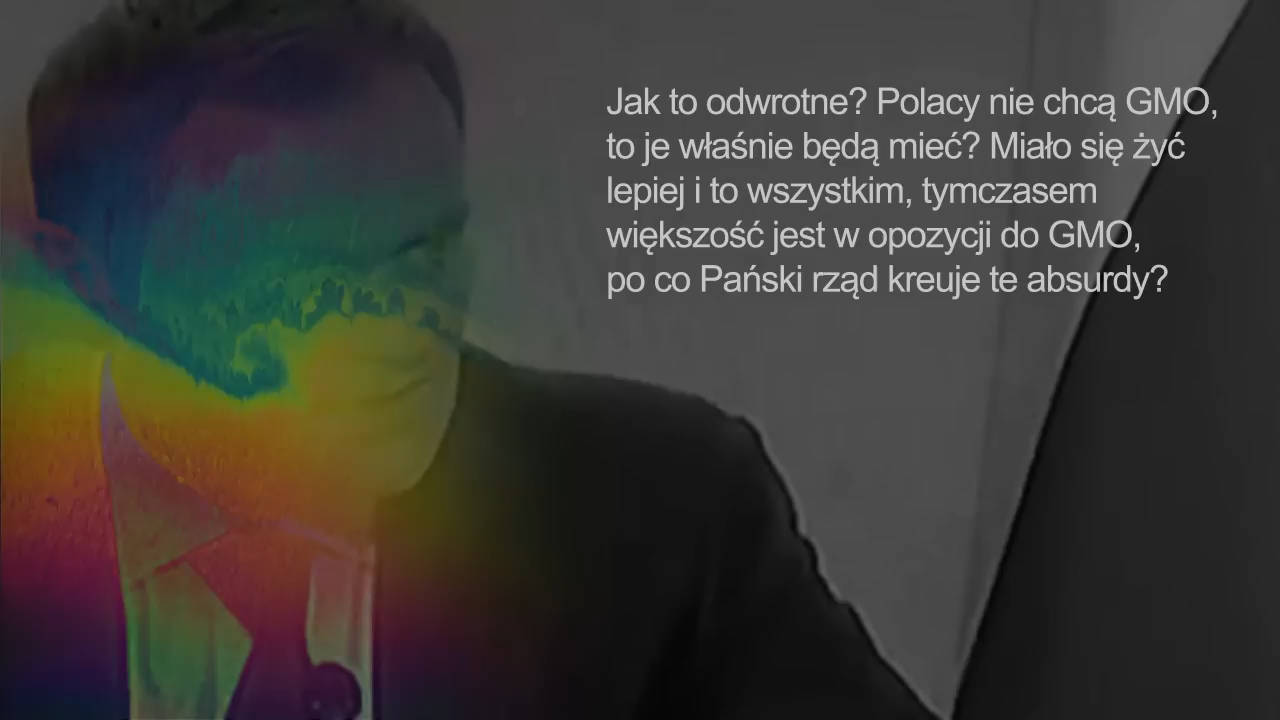 Jak to odwrotne? Polacy nie chcą GMO,
to je właśnie będą mieć? Miało się żyć
lepiej i to wszystkim, tymczasem
większość jest w opozycji do GMO,
po co Pański rząd kreuje te absurdy?